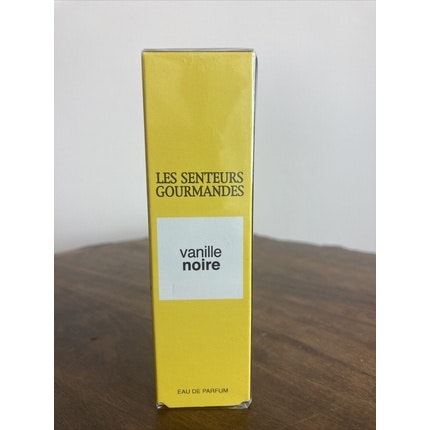 LES SENTEURS
GOURMANDES
vanille
noire
EAU DE PARFUM